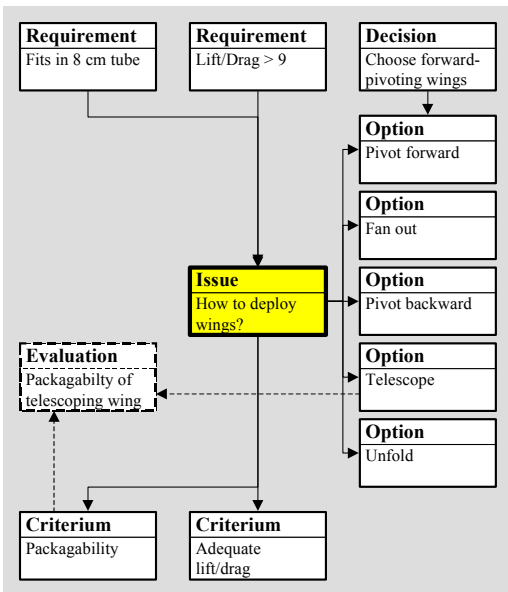 Requirement
Fits in 8 cm tube
Requirement
Lift/Drag > 9
Decision
Choose forward-
pivoting wings
Option
Pivot forward
Option
Fan out
Issue
How to deploy
wings?
Option
Pivot backward
Evaluation
Packagabilty of
telescoping wing
Option
Telescope
Option
Unfold
Criterium
Packagability
Criterium
Adequate
lift/drag